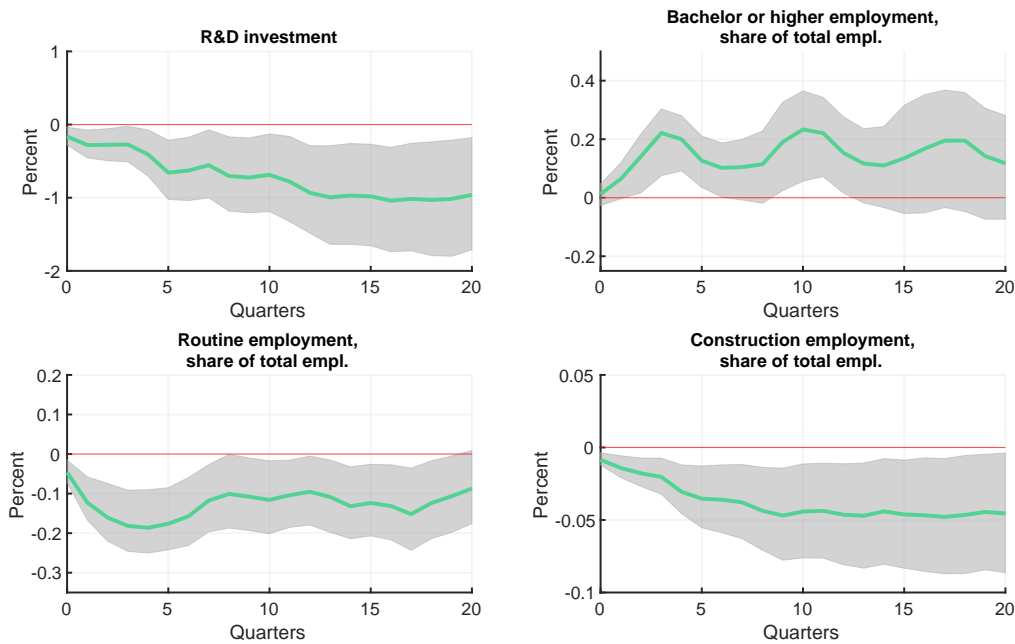 R&D investment
1
0
-1
-2
Percent
0
5
10
15
20
Quarters
Bachelor or higher employment,
share of total empl.
0.4
0.2
0
-0.2
Percent
0
5
10
15
20
Quarters
Routine employment,
share of total empl.
0.2
0.1
0
-0.1
-0.2
-0.3
Percent
0
5
10
15
20
Quarters
Construction employment,
share of total empl.
0.05
0
-0.05
-0.1
Percent
0
5
10
15
20
Quarters